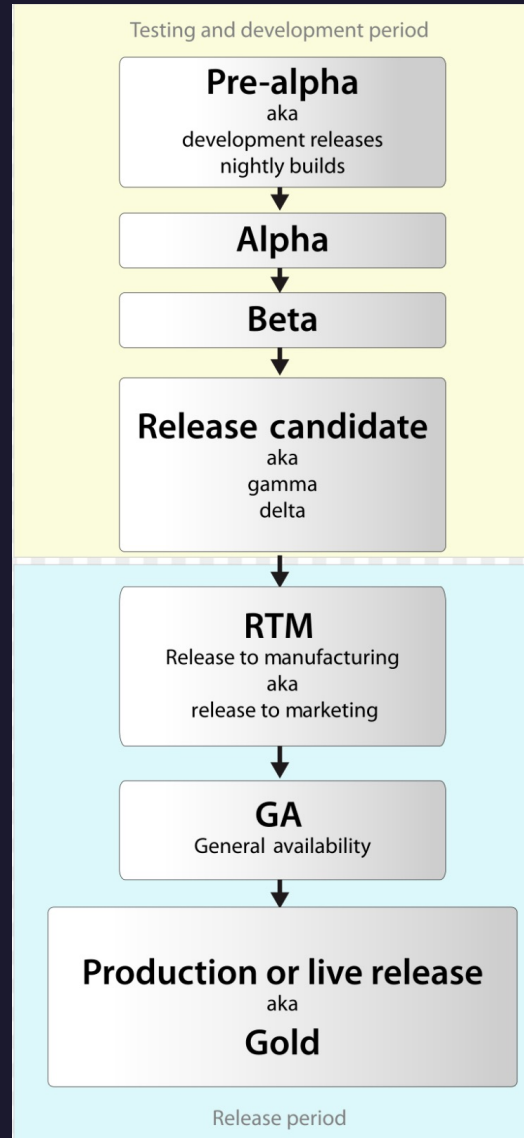 Testing and development period
Pre-alpha
aka
development releases
nightly builds
Alpha
Beta
Release candidate
aka
gamma
delta
RTM
Release to manufacturing
aka
release to marketing
GA
General availability
Production or live release
aka
Gold
Release period